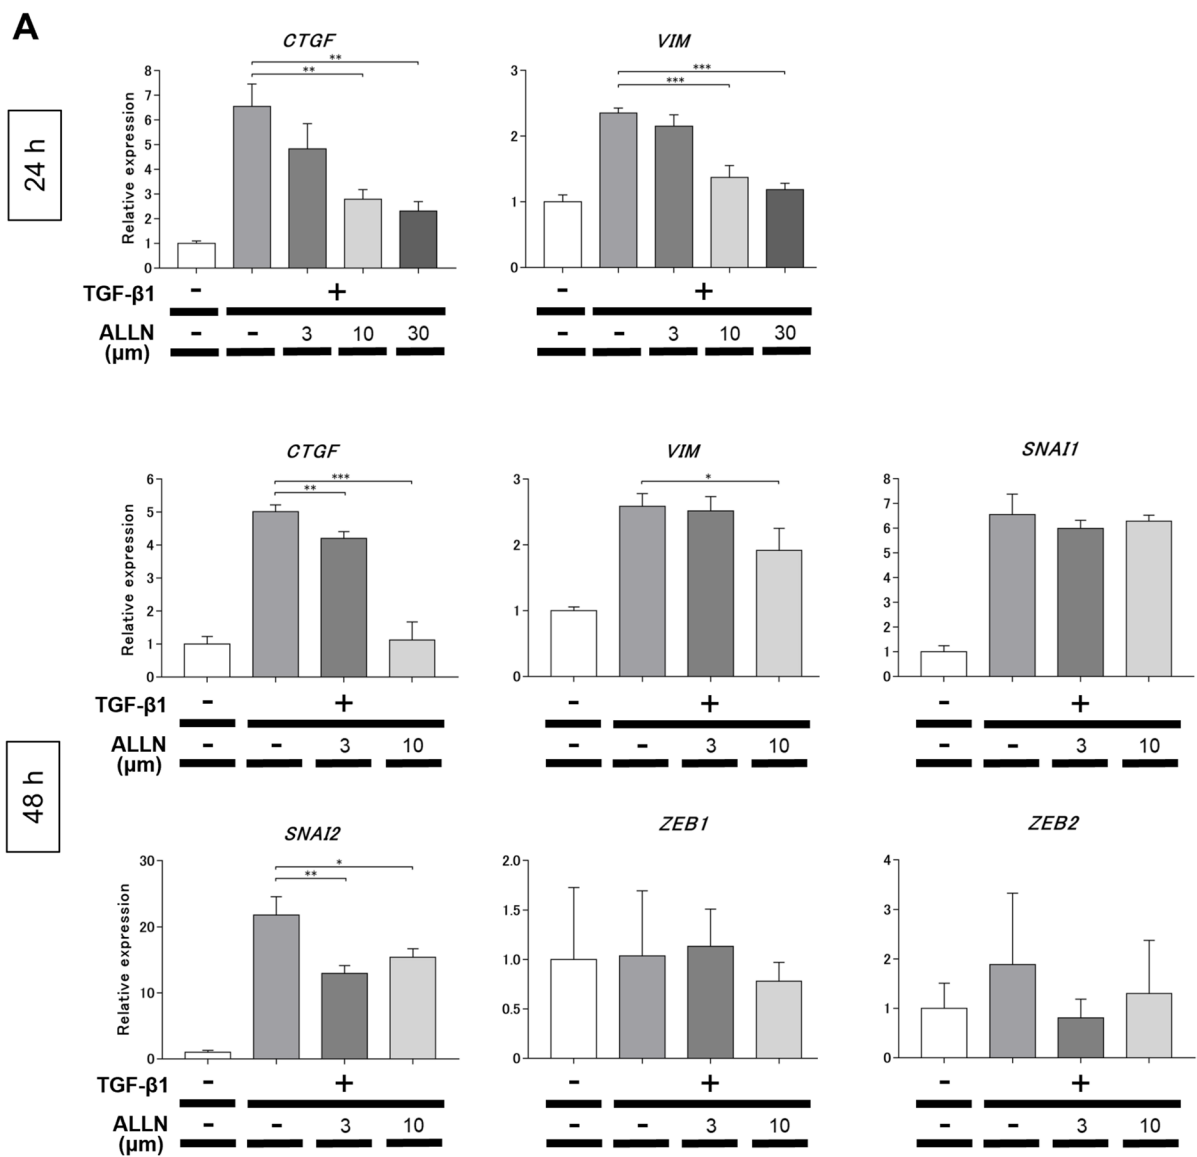 A
24 h
CTGF
VIM
**
**
***
***
Relative expression
8
7
6
5
4
3
2
1
0
3
2
1
0
TGF-β1 - + - +
ALLN - - 3 10 30 - - 3 10 30
(μm)
48 h
CTGF
VIM
SNAI1
***
**
*
Relative expression
6
5
4
3
2
1
0
3
2
1
0
8
7
6
5
4
3
2
1
0
TGF-β1 - + - + - +
ALLN - - 3 10 - - 3 10 - - 3 10
(μm)
SNAI2
ZEB1
ZEB2
*
**
Relative expression
30
20
10
0
2.0
1.5
1.0
0.5
0
4
3
2
1
0
TGF-β1 - + - + - +
ALLN - - 3 10 - - 3 10 - - 3 10
(μm)